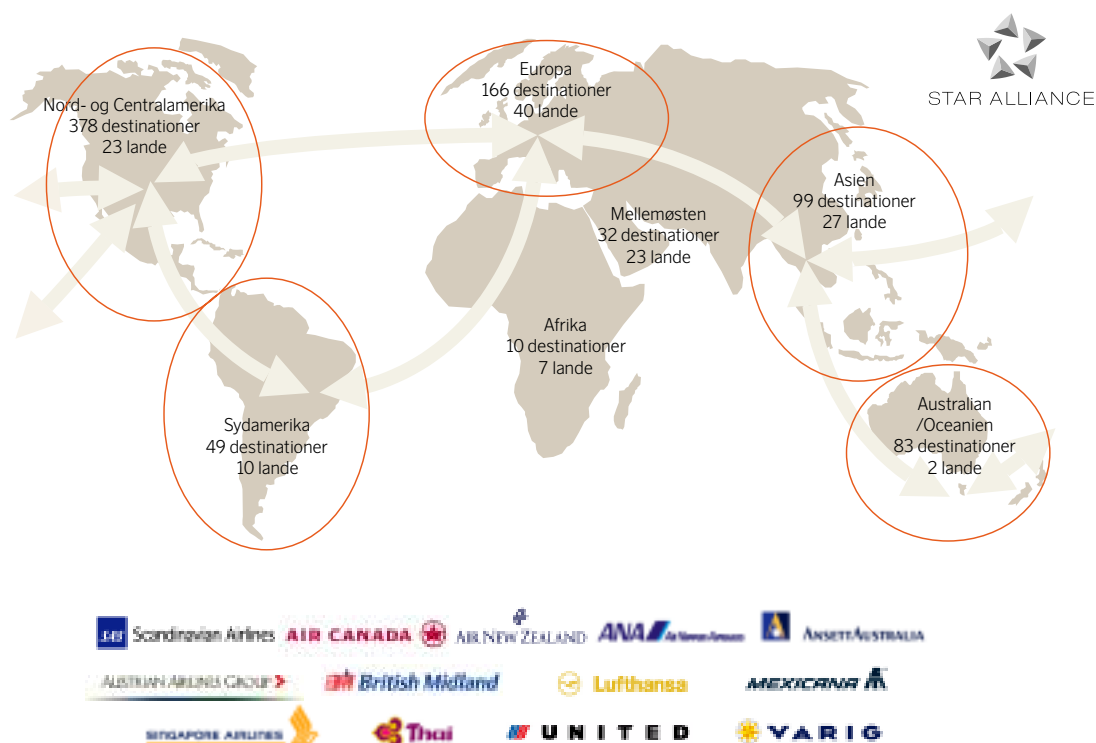 STAR ALLIANCE
Nord- og Centralamerika
378 destinationer
23 lande
Europa
166 destinationer
40 lande
Asien
99 destinationer
27 lande
Mellemøsten
32 destinationer
23 lande
Afrika
10 destinationer
7 lande
Sydamerika
49 destinationer
10 lande
Australian
/Oceanien
83 destinationer
2 lande
SAS Scandinavian Airlines AIR CANADA AIR NEW ZEALAND ANA ANSETT AUSTRALIA
AUSTRIAN AIRLINES GROUP British Midland Lufthansa MEXICANA
SINGAPORE AIRLINES Thai UNITED VARIG